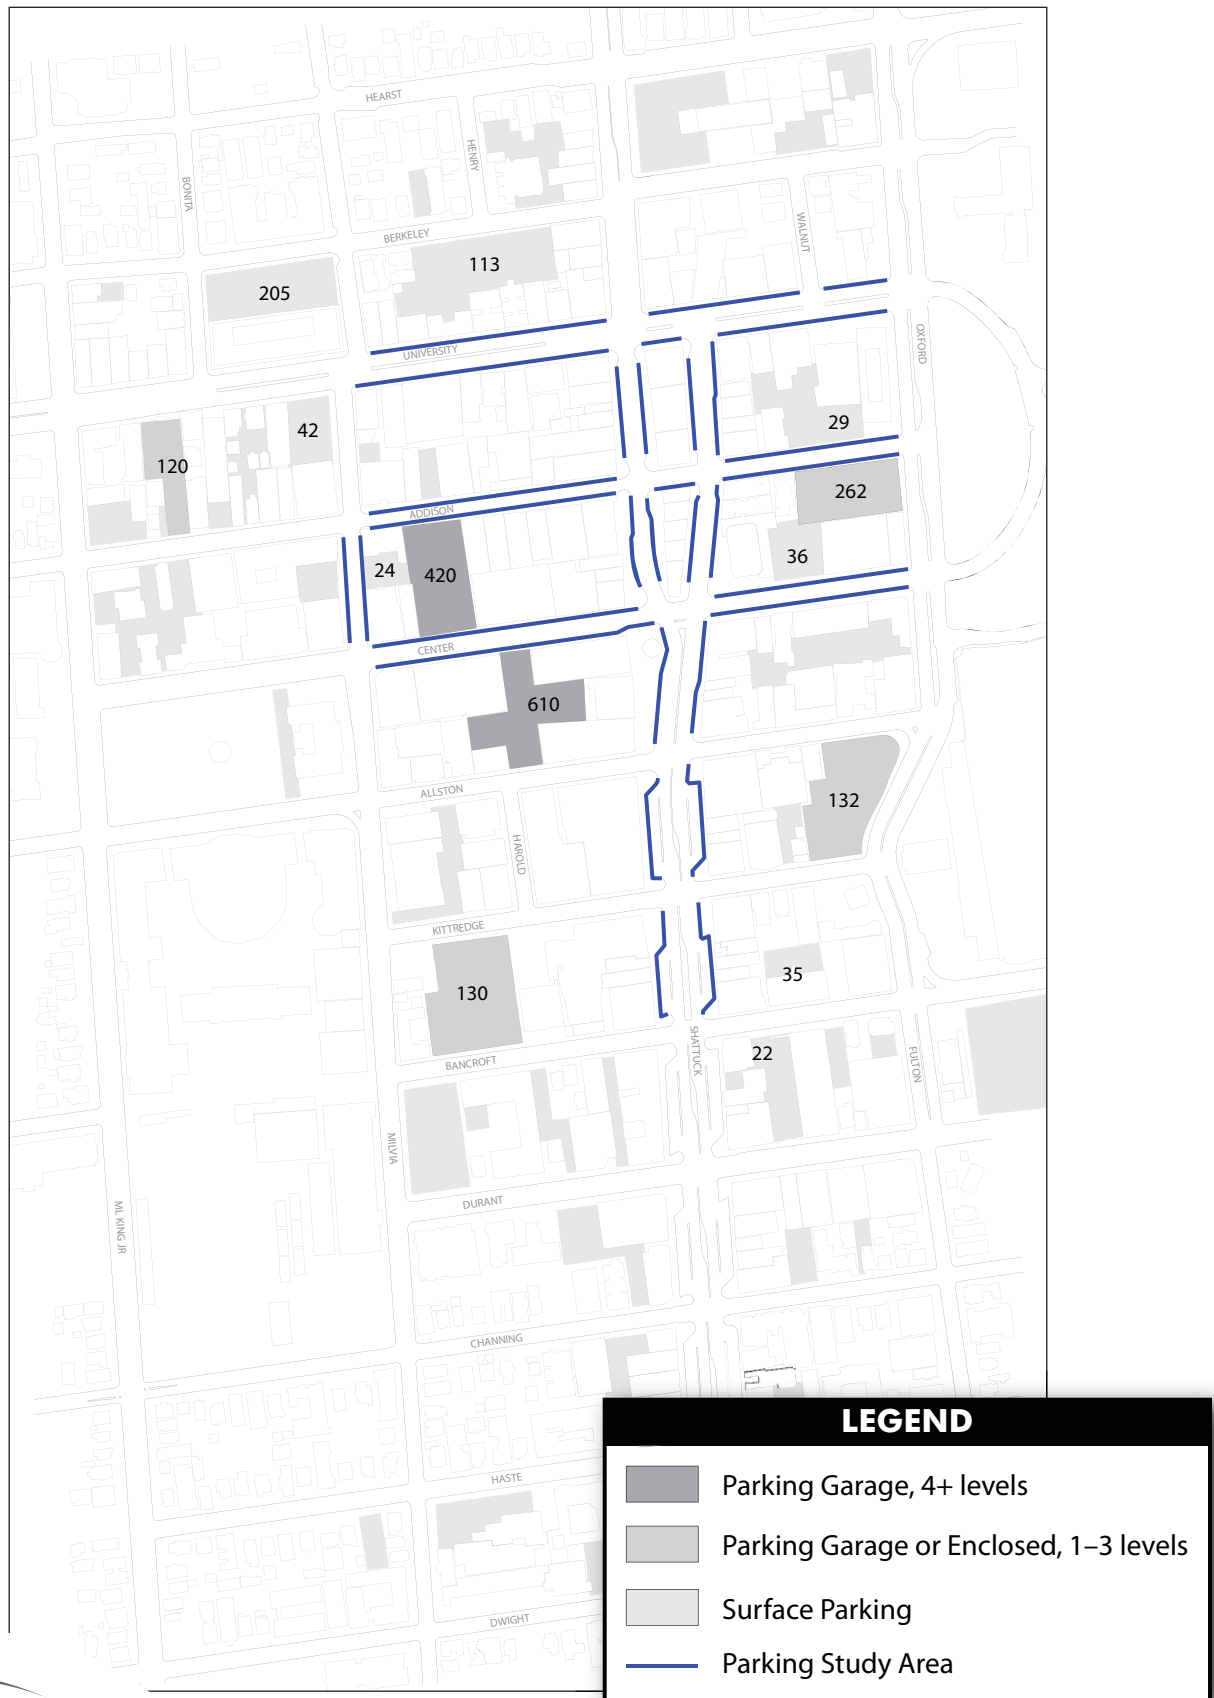 HEARST
HENRY
BONITA
WALNUT
BERKELEY
113
205
OXFORD
UNIVERSITY
42
29
120
262
ADDISON
36
24
420
CENTER
610
ALLSTON
132
HAROLD
KITTREDGE
35
130
SHATTUCK
22
FULTON
BANCROFT
MILVIA
DURANT
ML KING JR
CHANNING
HASTE
DWIGHT
LEGEND
Parking Garage, 4+ levels
Parking Garage or Enclosed, 1–3 levels
Surface Parking
Parking Study Area